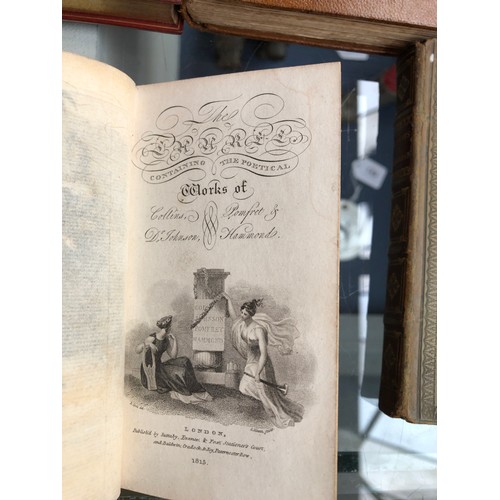 The
LAUREL
CONTAINING THE POETICAL
Works of
Collins, Pomfret &
Dr. Johnson, Hammond.
COLLINS
JOHNSON
POMFRET
HAMMOND
LONDON,
Published by Suttaby, Evance, & Fox, Stationer's Court,
and Baldwin, Cradock & Joy, Paternoster Row.
1815.